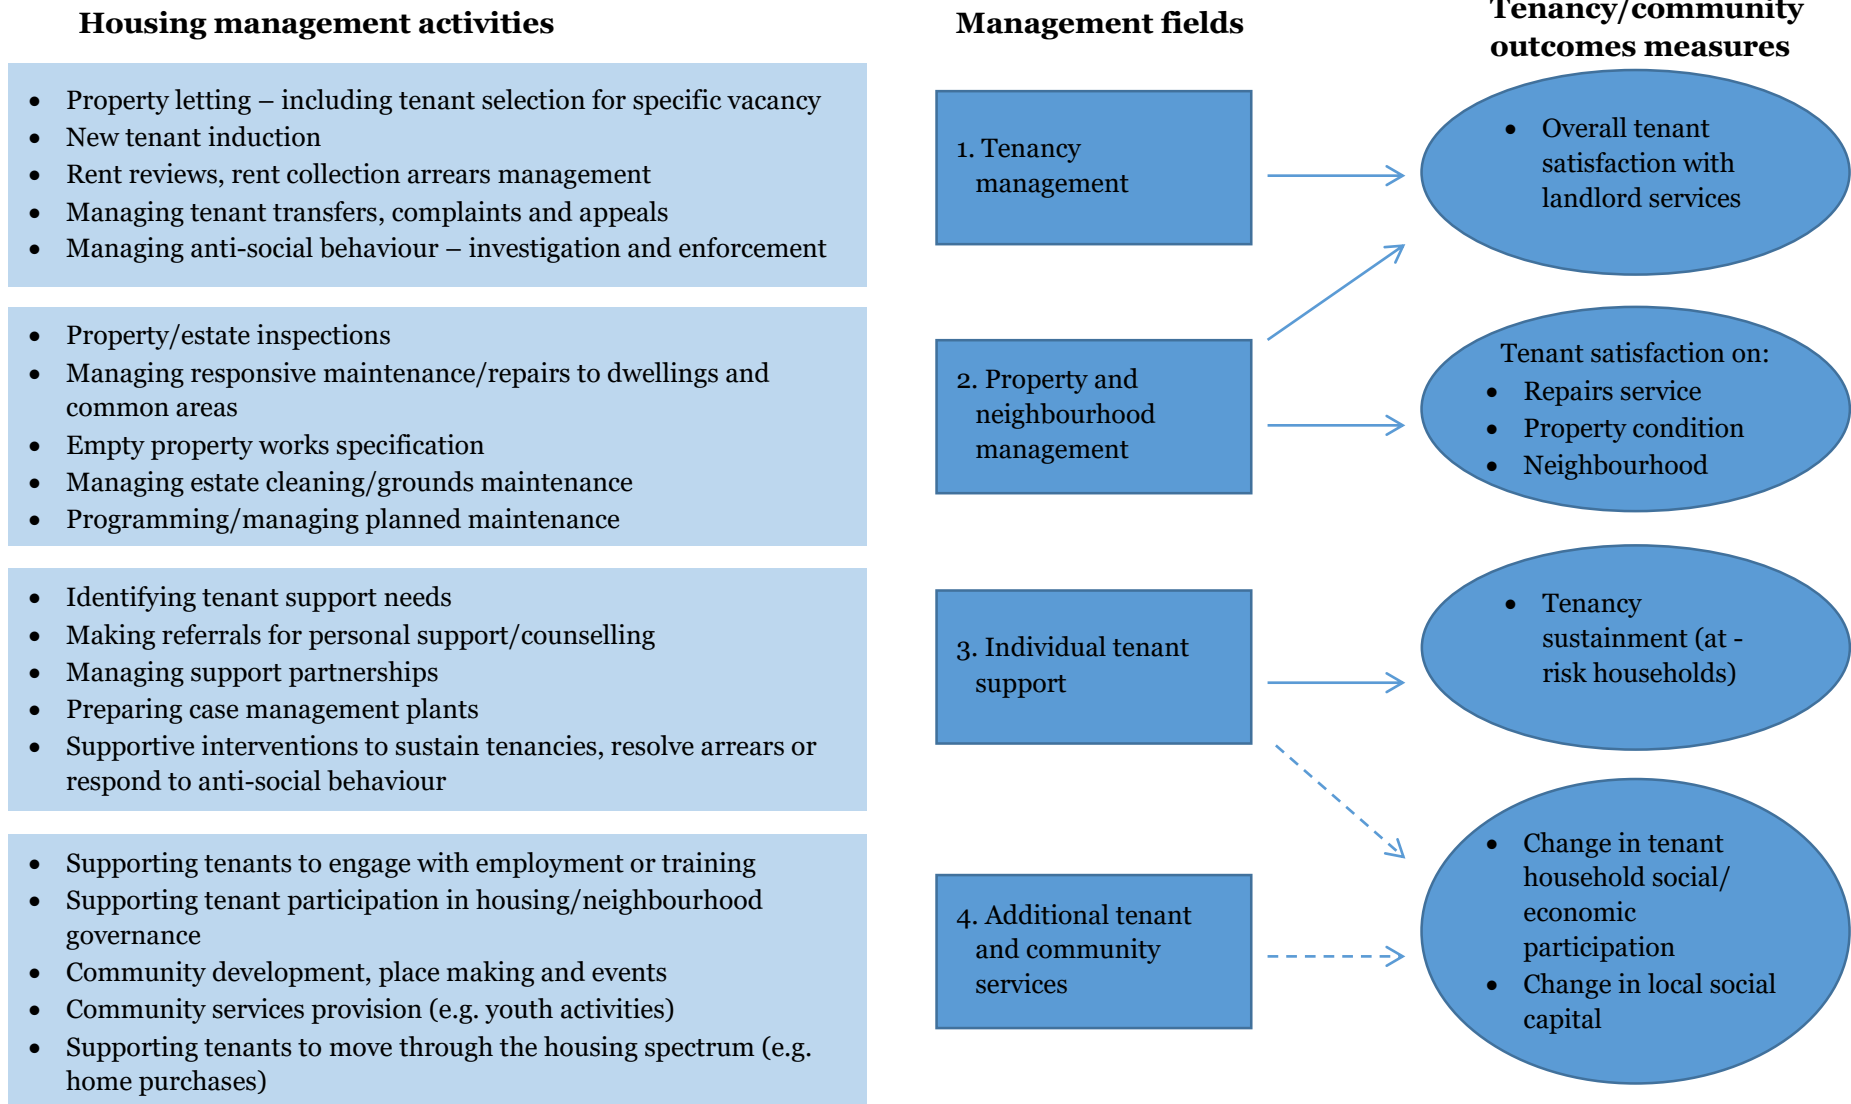 Housing management activities
• Property letting – including tenant selection for specific vacancy
• New tenant induction
• Rent reviews, rent collection arrears management
• Managing tenant transfers, complaints and appeals
• Managing anti-social behaviour – investigation and enforcement
• Property/estate inspections
• Managing responsive maintenance/repairs to dwellings and
common areas
• Empty property works specification
• Managing estate cleaning/grounds maintenance
• Programming/managing planned maintenance
• Identifying tenant support needs
• Making referrals for personal support/counselling
• Managing support partnerships
• Preparing case management plants
• Supportive interventions to sustain tenancies, resolve arrears or
respond to anti-social behaviour
• Supporting tenants to engage with employment or training
• Supporting tenant participation in housing/neighbourhood
governance
• Community development, place making and events
• Community services provision (e.g. youth activities)
• Supporting tenants to move through the housing spectrum (e.g.
home purchases)
Management fields
1. Tenancy
management
2. Property and
neighbourhood
management
3. Individual tenant
support
4. Additional tenant
and community
services
Tenancy/community
outcomes measures
• Overall tenant
satisfaction with
landlord services
Tenant satisfaction on:
• Repairs service
• Property condition
• Neighbourhood
• Tenancy
sustainment (at -
risk households)
• Change in tenant
household social/
economic
participation
• Change in local social
capital